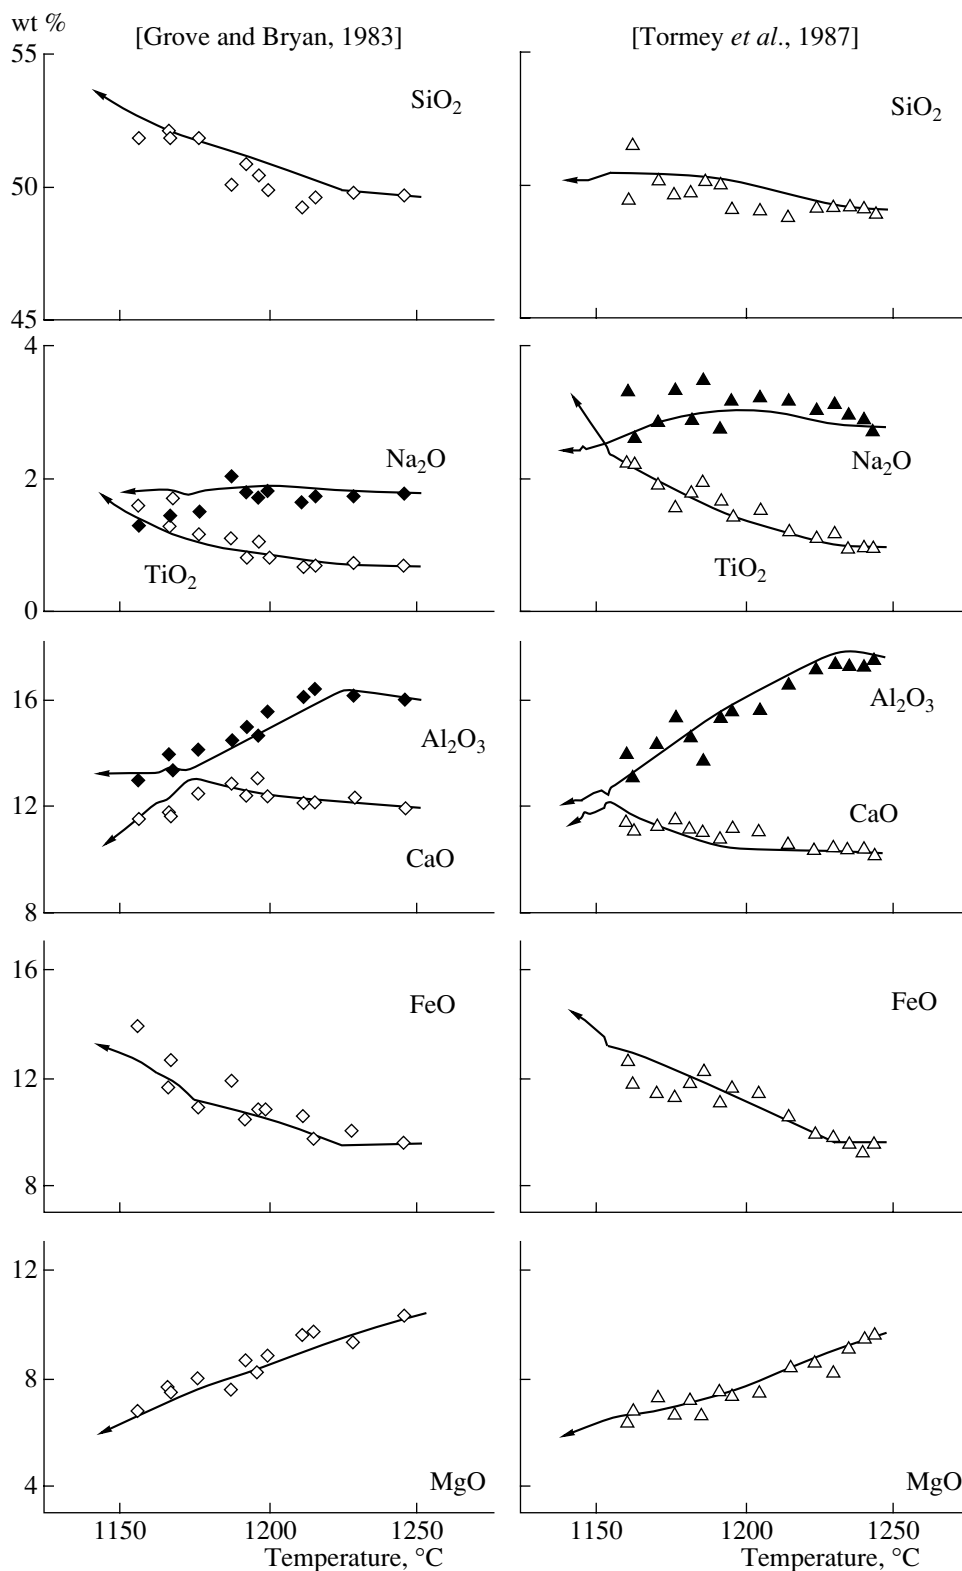 wt %
[Grove and Bryan, 1983]
[Tormey et al., 1987]
55
SiO2
SiO2
50
45
4
Na2O
Na2O
2
TiO2
TiO2
0
16
Al2O3
Al2O3
12
CaO
CaO
8
16
FeO
FeO
12
8
12
8
4
MgO
MgO
1150 1200 1250
1150 1200 1250
Temperature, °C
Temperature, °C